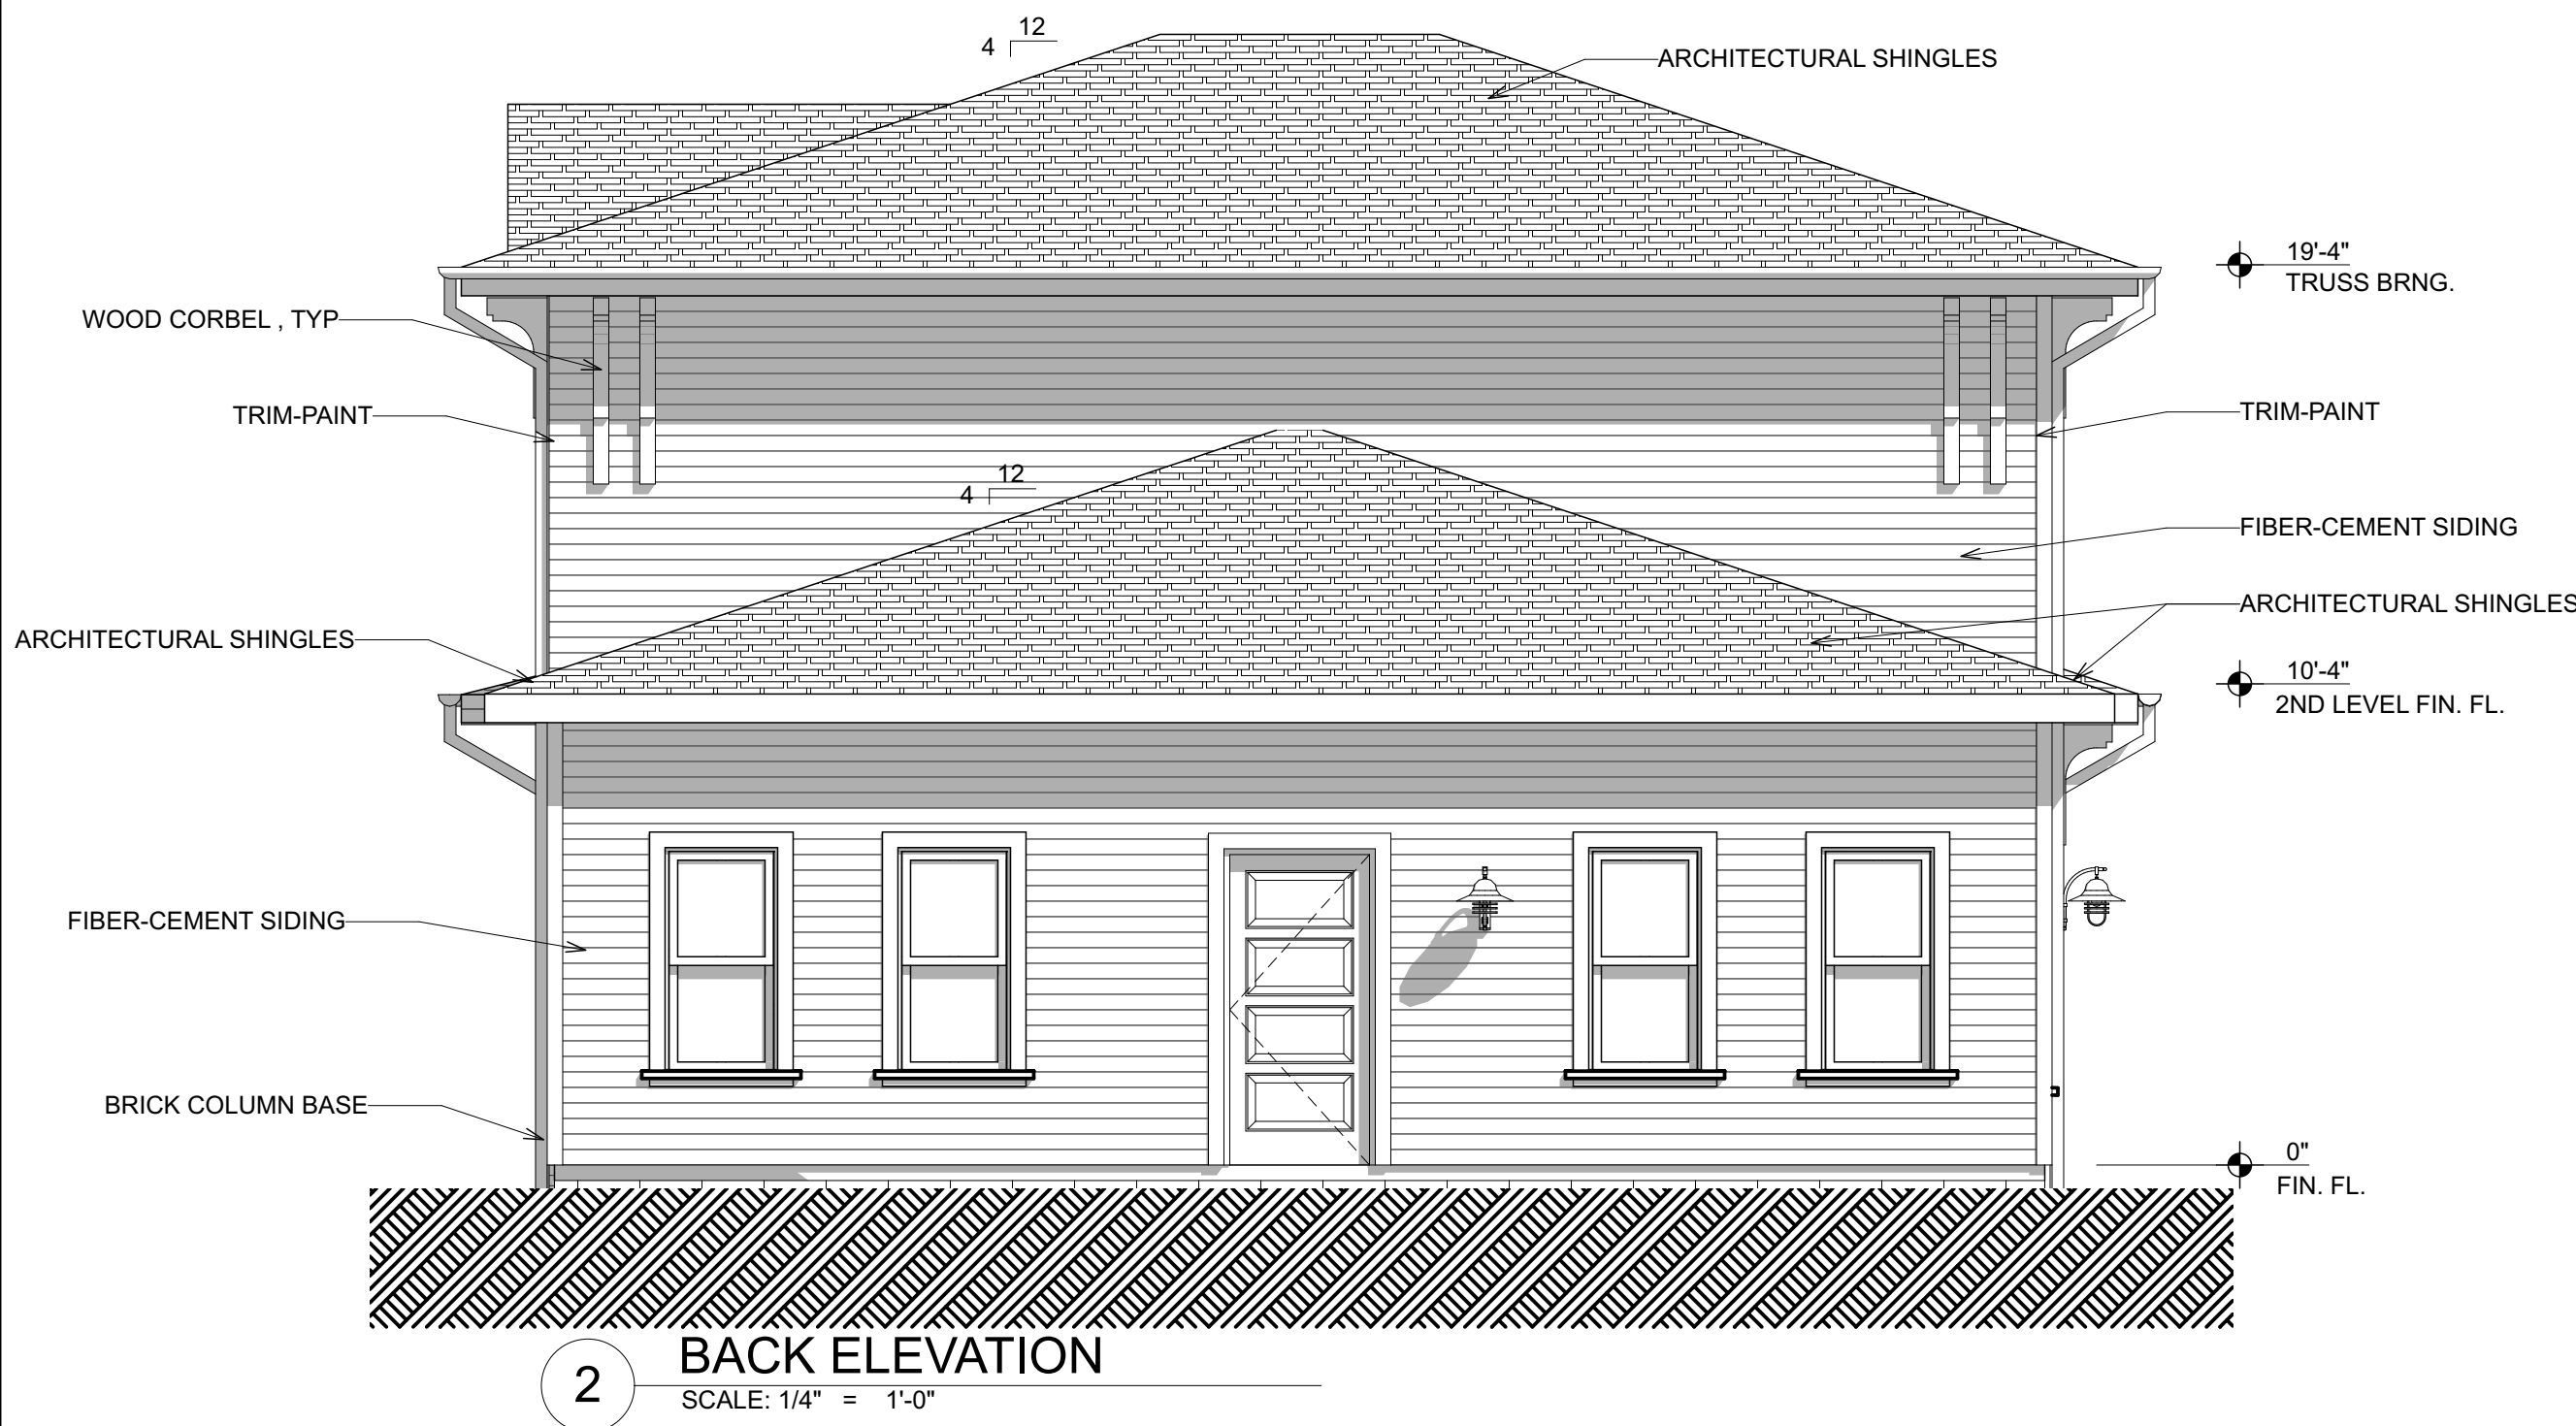 12
4
ARCHITECTURAL SHINGLES
19'-4"
TRUSS BRNG.
WOOD CORBEL , TYP
TRIM-PAINT
TRIM-PAINT
12
4
FIBER-CEMENT SIDING
ARCHITECTURAL SHINGLES
ARCHITECTURAL SHINGLES
10'-4"
2ND LEVEL FIN. FL.
FIBER-CEMENT SIDING
BRICK COLUMN BASE
0"
FIN. FL.
2
BACK ELEVATION
SCALE: 1/4" = 1'-0"